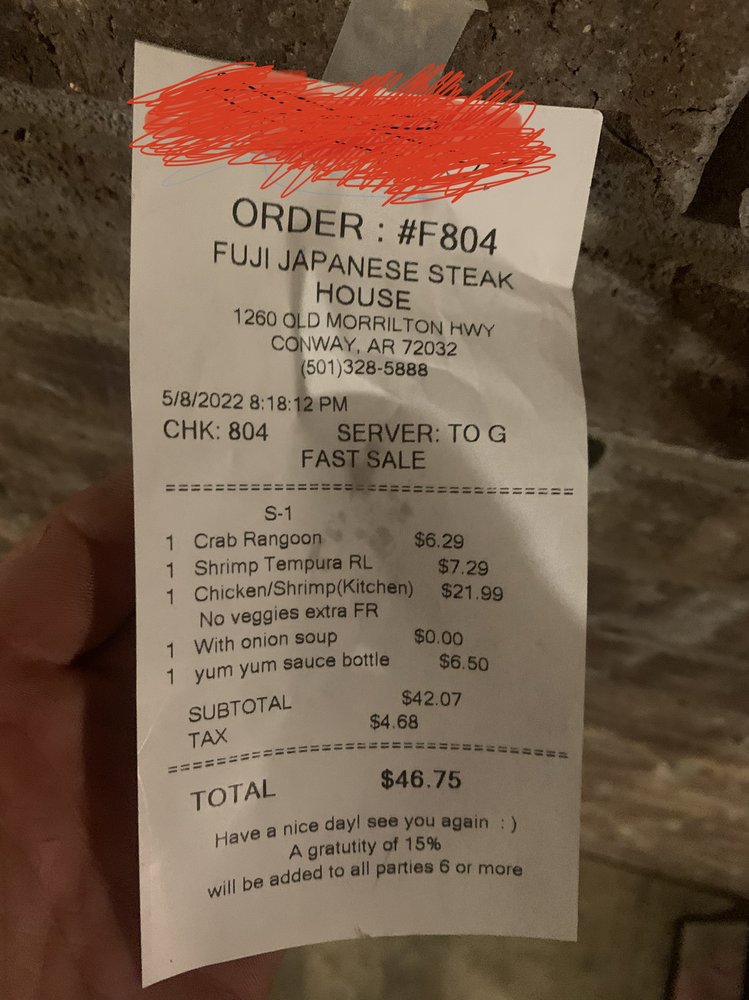 ORDER : #F804
FUJI JAPANESE STEAK
HOUSE
1260 OLD MORRILTON HWY
CONWAY, AR 72032
(501)328-5888
5/8/2022 8:18:12 PM
CHK: 804 SERVER: TO G
FAST SALE
==========================================
S-1
1 Crab Rangoon $6.29
1 Shrimp Tempura RL $7.29
1 Chicken/Shrimp(Kitchen) $21.99
No veggies extra FR
1 With onion soup $0.00
1 yum yum sauce bottle $6.50
SUBTOTAL $42.07
TAX $4.68
==========================================
TOTAL $46.75
Have a nice day! see you again : )
A gratutity of 15%
will be added to all parties 6 or more